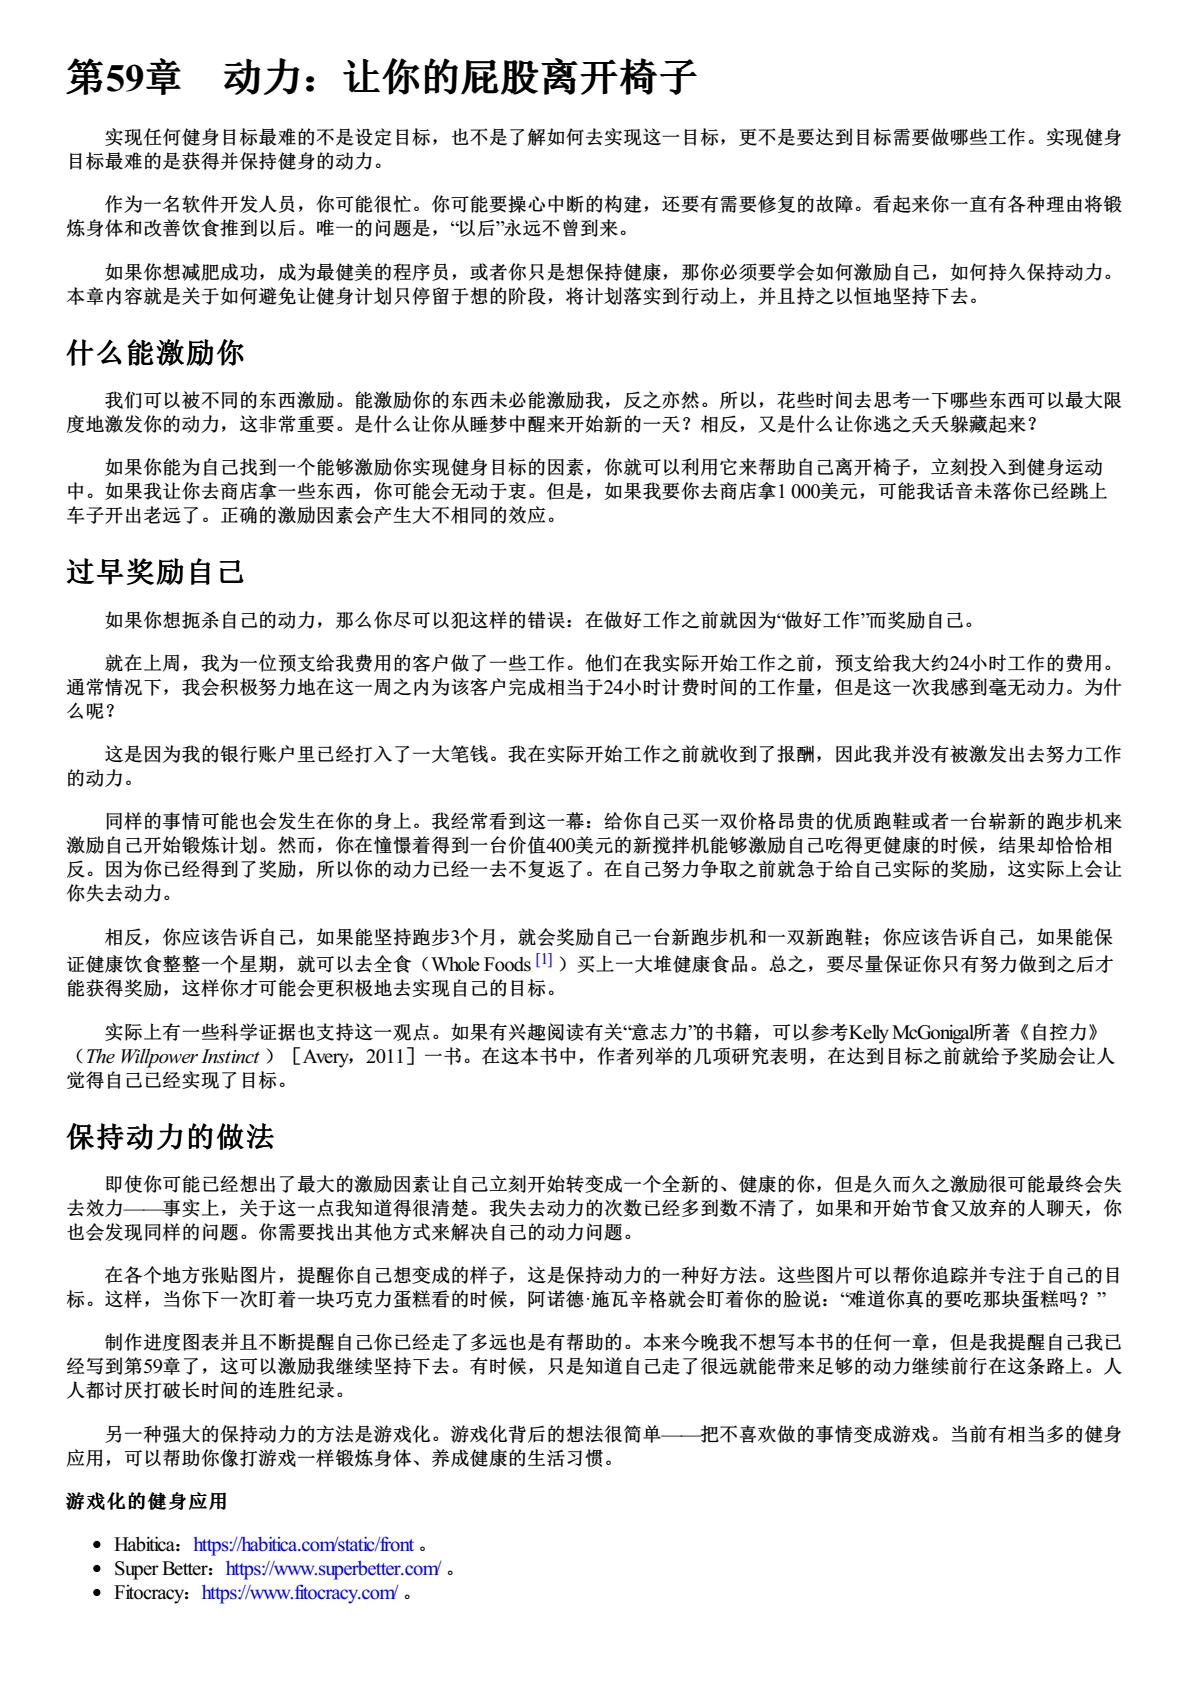 第59章　动力：让你的屁股离开椅子
实现任何健身目标最难的不是设定目标，也不是了解如何去实现这一目标，更不是要达到目标需要做哪些工作。实现健身
目标最难的是获得并保持健身的动力。
作为一名软件开发人员，你可能很忙。你可能要操心中断的构建，还要有需要修复的故障。看起来你一直有各种理由将锻
炼身体和改善饮食推到以后。唯一的问题是，“以后”永远不曾到来。
如果你想减肥成功，成为最健美的程序员，或者你只是想保持健康，那你必须要学会如何激励自己，如何持久保持动力。
本章内容就是关于如何避免让健身计划只停留于想的阶段，将计划落实到行动上，并且持之以恒地坚持下去。
什么能激励你
我们可以被不同的东西激励。能激励你的东西未必能激励我，反之亦然。所以，花些时间去思考一下哪些东西可以最大限
度地激发你的动力，这非常重要。是什么让你从睡梦中醒来开始新的一天？相反，又是什么让你逃之夭夭躲藏起来？
如果你能为自己找到一个能够激励你实现健身目标的因素，你就可以利用它来帮助自己离开椅子，立刻投入到健身运动
中。如果我让你去商店拿一些东西，你可能会无动于衷。但是，如果我要你去商店拿1 000美元，可能我话音未落你已经跳上
车子开出老远了。正确的激励因素会产生大不相同的效应。
过早奖励自己
如果你想扼杀自己的动力，那么你尽可以犯这样的错误：在做好工作之前就因为“做好工作”而奖励自己。
就在上周，我为一位预支给我费用的客户做了一些工作。他们在我实际开始工作之前，预支给我大约24小时工作的费用。
通常情况下，我会积极努力地在这一周之内为该客户完成相当于24小时计费时间的工作量，但是这一次我感到毫无动力。为什
么呢？
这是因为我的银行账户里已经打入了一大笔钱。我在实际开始工作之前就收到了报酬，因此我并没有被激发出去努力工作
的动力。
同样的事情可能也会发生在你的身上。我经常看到这一幕：给你自己买一双价格昂贵的优质跑鞋或者一台崭新的跑步机来
激励自己开始锻炼计划。然而，你在憧憬着得到一台价值400美元的新搅拌机能够激励自己吃得更健康的时候，结果却恰恰相
反。因为你已经得到了奖励，所以你的动力已经一去不复返了。在自己努力争取之前就急于给自己实际的奖励，这实际上会让
你失去动力。
相反，你应该告诉自己，如果能坚持跑步3个月，就会奖励自己一台新跑步机和一双新跑鞋；你应该告诉自己，如果能保
证健康饮食整整一个星期，就可以去全食（Whole Foods [1] ）买上一大堆健康食品。总之，要尽量保证你只有努力做到之后才
能获得奖励，这样你才可能会更积极地去实现自己的目标。
实际上有一些科学证据也支持这一观点。如果有兴趣阅读有关“意志力”的书籍，可以参考Kelly McGonigal所著《自控力》
（The Willpower Instinct ）［Avery，2011］一书。在这本书中，作者列举的几项研究表明，在达到目标之前就给予奖励会让人
觉得自己已经实现了目标。
保持动力的做法
即使你可能已经想出了最大的激励因素让自己立刻开始转变成一个全新的、健康的你，但是久而久之激励很可能最终会失
去效力——事实上，关于这一点我知道得很清楚。我失去动力的次数已经多到数不清了，如果和开始节食又放弃的人聊天，你
也会发现同样的问题。你需要找出其他方式来解决自己的动力问题。
在各个地方张贴图片，提醒你自己想变成的样子，这是保持动力的一种好方法。这些图片可以帮你追踪并专注于自己的目
标。这样，当你下一次盯着一块巧克力蛋糕看的时候，阿诺德·施瓦辛格就会盯着你的脸说：“难道你真的要吃那块蛋糕吗？”
制作进度图表并且不断提醒自己你已经走了多远也是有帮助的。本来今晚我不想写本书的任何一章，但是我提醒自己我已
经写到第59章了，这可以激励我继续坚持下去。有时候，只是知道自己走了很远就能带来足够的动力继续前行在这条路上。人
人都讨厌打破长时间的连胜纪录。
另一种强大的保持动力的方法是游戏化。游戏化背后的想法很简单——把不喜欢做的事情变成游戏。当前有相当多的健身
应用，可以帮助你像打游戏一样锻炼身体、养成健康的生活习惯。
游戏化的健身应用
● Habitica：https://habitica.com/static/front 。
● Super Better：https://www.superbetter.com/ 。
● Fitocracy：https://www.fitocracy.com/ 。